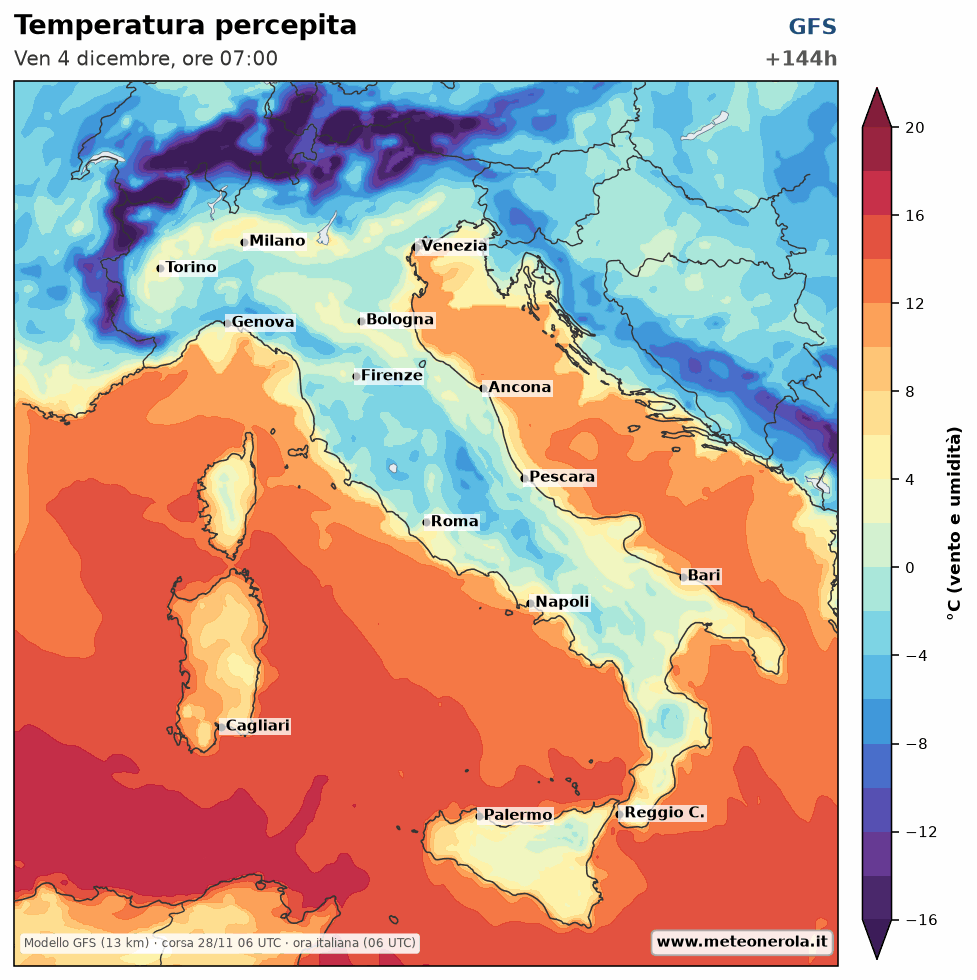 Temperatura percepita
GFS
Ven 4 dicembre, ore 07:00
+144h
Milano
Venezia
Torino
Genova
Bologna
Firenze
Ancona
Pescara
Roma
Bari
Napoli
Cagliari
Palermo
Reggio C.
20
16
12
8
4
0
−4
−8
−12
−16
°C (vento e umidità)
Modello GFS (13 km) · corsa 28/11 06 UTC · ora italiana (06 UTC)
www.meteonerola.it